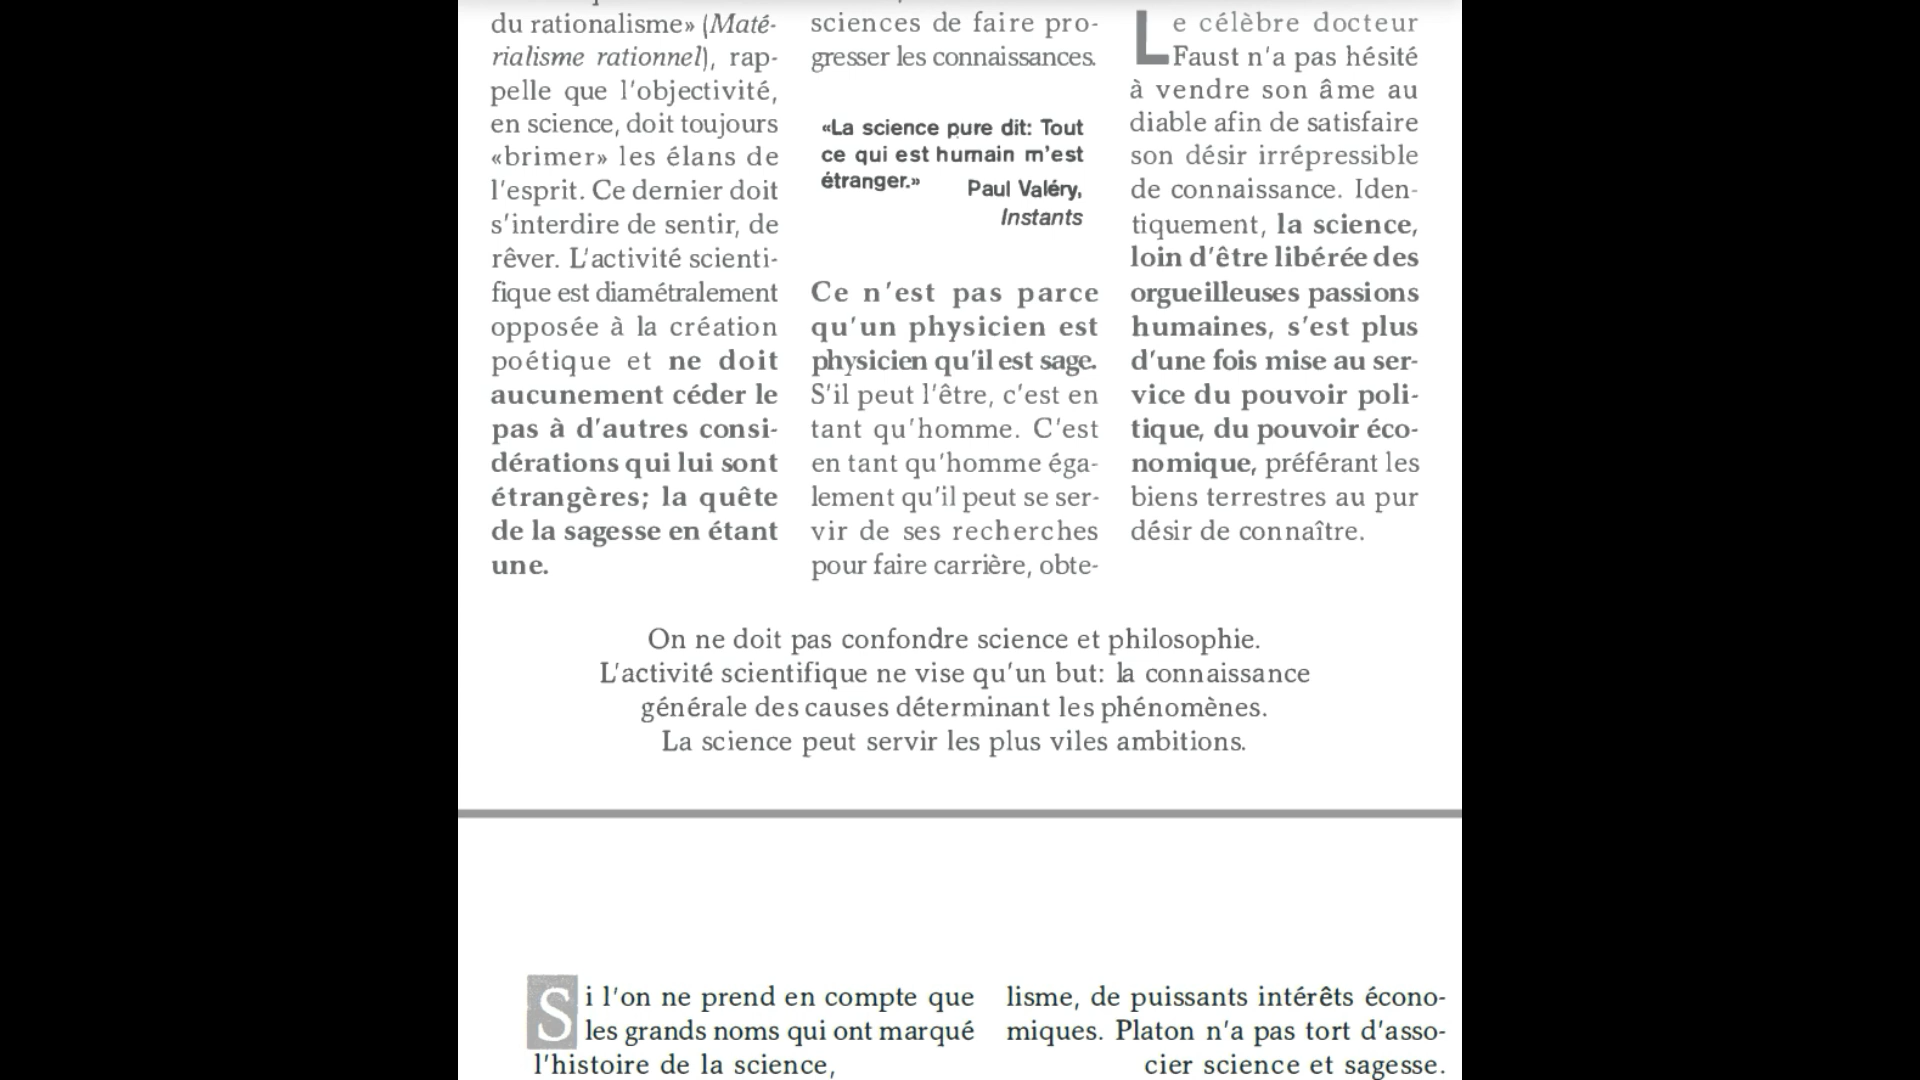 du rationalisme» (Maté-
rialisme rationnel), rap-
pelle que l'objectivité,
en science, doit toujours
«brimer» les élans de
l'esprit. Ce dernier doit
s'interdire de sentir, de
rêver. L'activité scienti-
fique est diamétralement
opposée à la création
poétique et ne doit
aucunement céder le
pas à d'autres consi-
dérations qui lui sont
étrangères; la quête
de la sagesse en étant
une.
sciences de faire pro-
gresser les connaissances.
«La science pure dit: Tout
ce qui est humain m'est
étranger.»
Paul Valéry,
Instants
Ce n'est pas parce
qu'un physicien est
physicien qu'il est sage.
S'il peut l'être, c'est en
tant qu'homme. C'est
en tant qu'homme éga-
lement qu'il peut se ser-
vir de ses recherches
pour faire carrière, obte-
Le célèbre docteur
Faust n'a pas hésité
à vendre son âme au
diable afin de satisfaire
son désir irrépressible
de connaissance. Iden-
tiquement, la science,
loin d'être libérée des
orgueilleuses passions
humaines, s'est plus
d'une fois mise au ser-
vice du pouvoir poli-
tique, du pouvoir éco-
nomique, préférant les
biens terrestres au pur
désir de connaître.
On ne doit pas confondre science et philosophie.
L'activité scientifique ne vise qu'un but: la connaissance
générale des causes déterminant les phénomènes.
La science peut servir les plus viles ambitions.
Si l'on ne prend en compte que
les grands noms qui ont marqué
l'histoire de la science,
lisme, de puissants intérêts écono-
miques. Platon n'a pas tort d'asso-
cier science et sagesse.